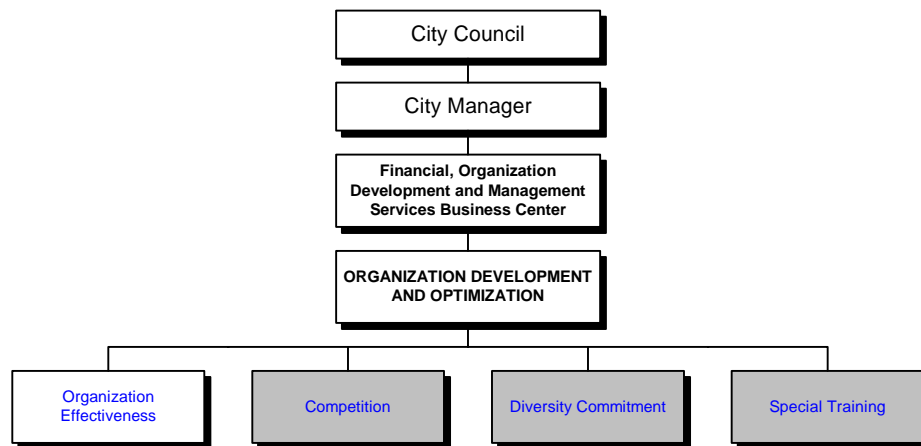 City Council
City Manager
Financial, Organization
Development and Management
Services Business Center
ORGANIZATION DEVELOPMENT
AND OPTIMIZATION
Organization
Effectiveness
Competition
Diversity Commitment
Special Training